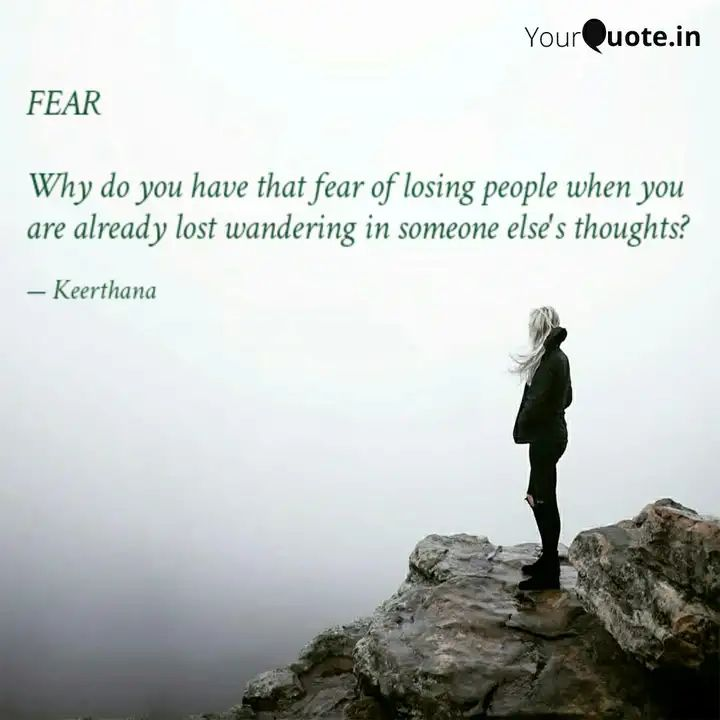 YourQuote.in
FEAR
Why do you have that fear of losing people when you
are already lost wandering in someone else's thoughts?
— Keerthana